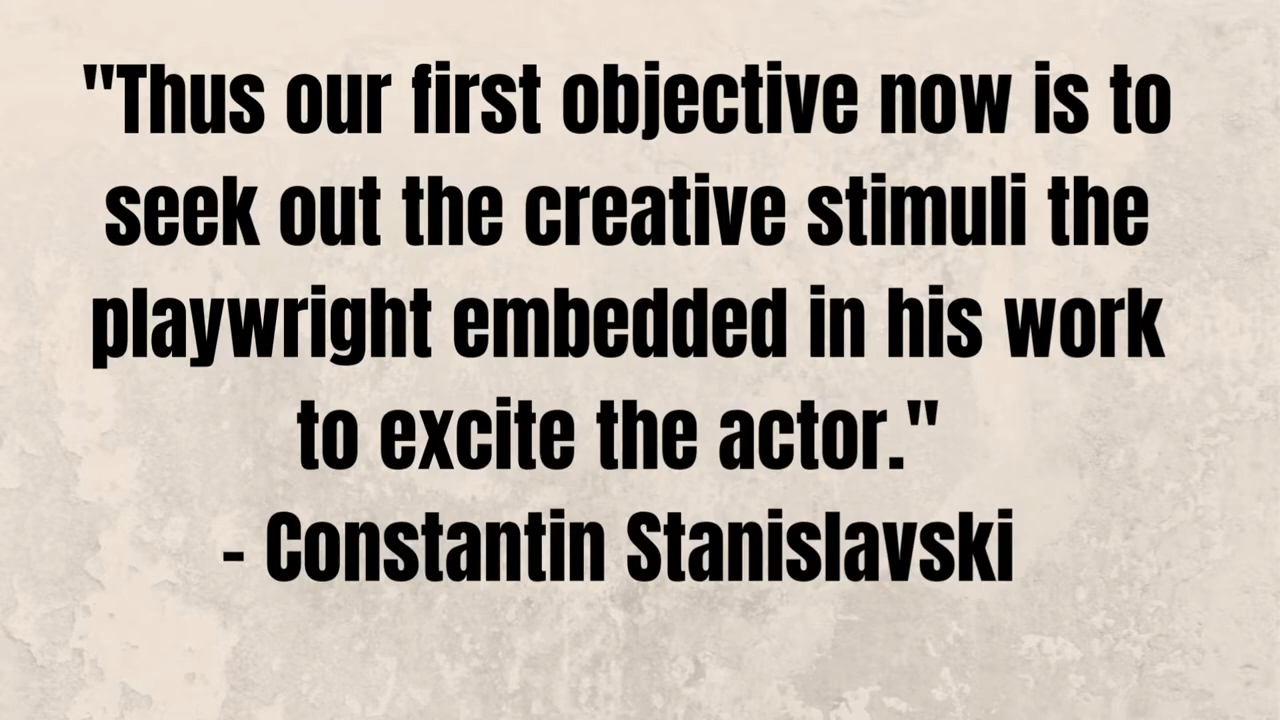 "Thus our first objective now is to
seek out the creative stimuli the
playwright embedded in his work
to excite the actor."
- Constantin Stanislavski